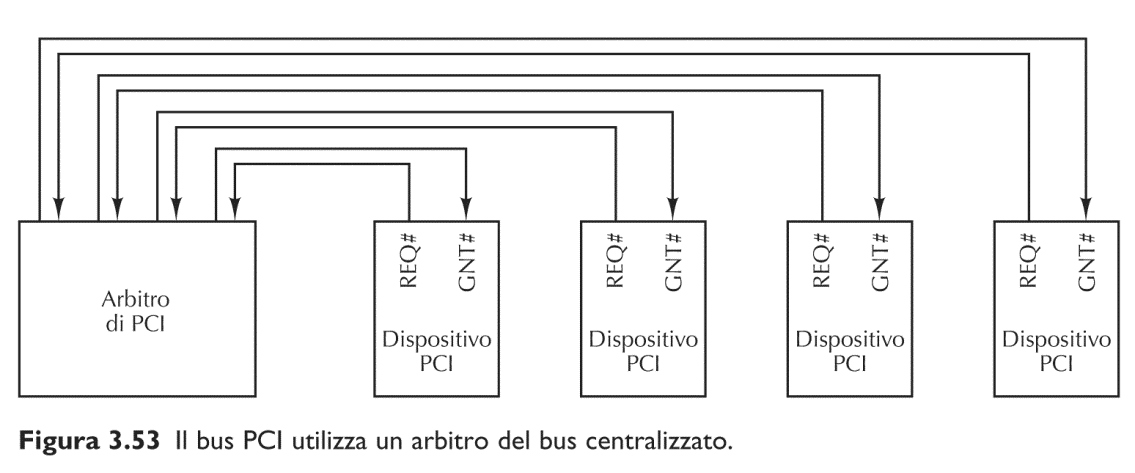 REQ#
GNT#
REQ#
GNT#
REQ#
GNT#
REQ#
GNT#
Arbitro
di PCI
Dispositivo
PCI
Dispositivo
PCI
Dispositivo
PCI
Dispositivo
PCI
Figura 3.53 Il bus PCI utilizza un arbitro del bus centralizzato.